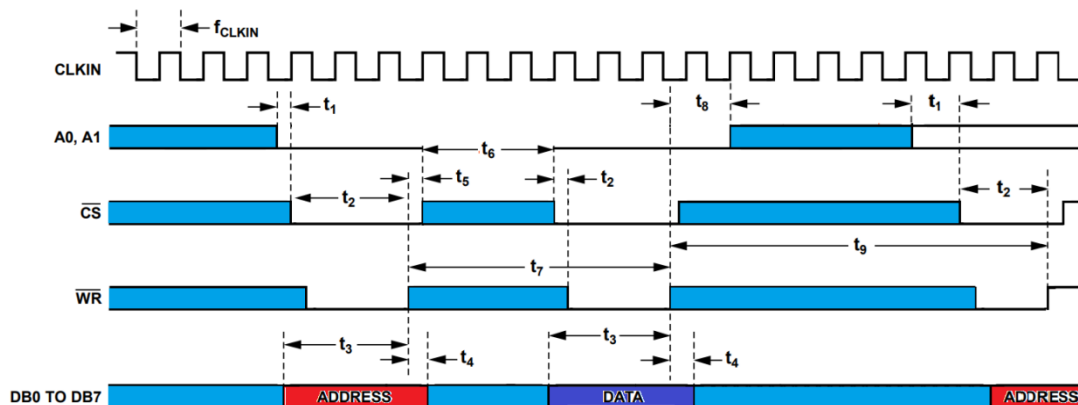 fCLKIN
CLKIN
t1
t8
t1
A0, A1
t6
t5
t2
t2
t2
CS
t9
t7
WR
t3
t3
t4
t4
DB0 TO DB7
ADDRESS
DATA
ADDRESS